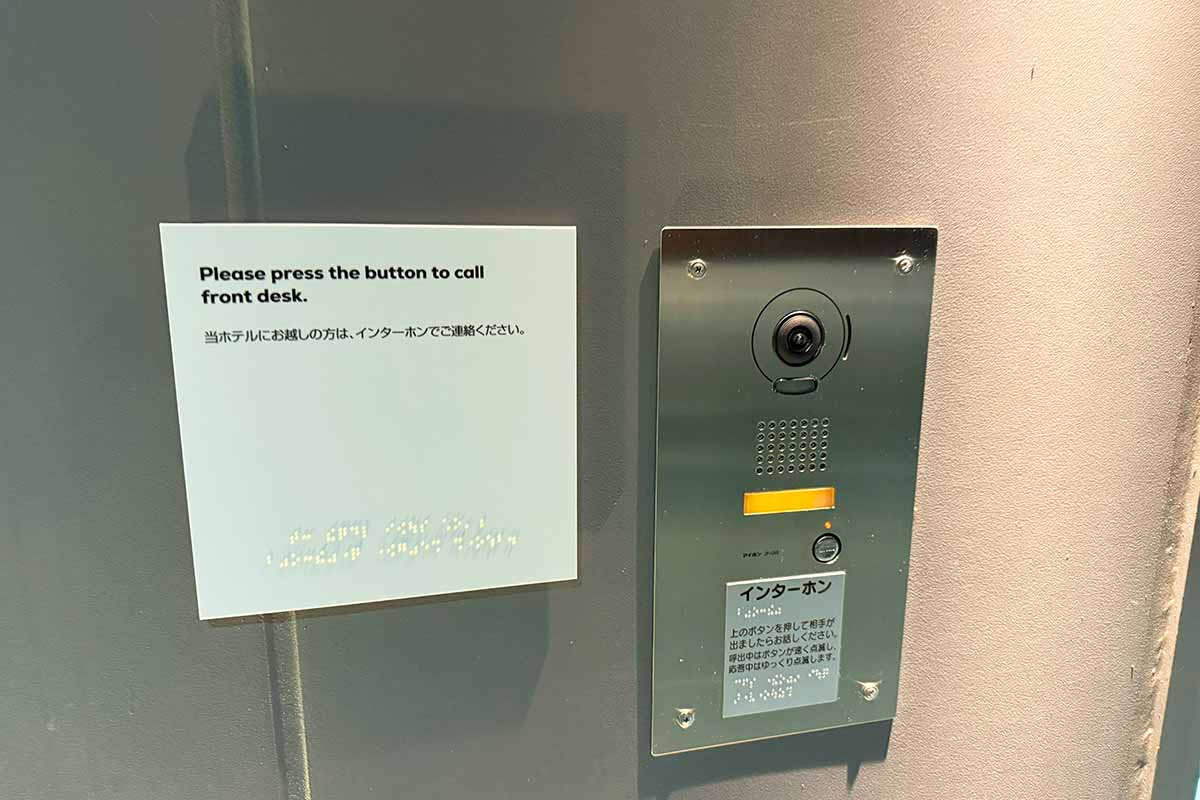 Please press the button to call
front desk.
当ホテルにお越しの方は、インターホンでご連絡ください。
アイホン
インターホン
上のボタンを押して相手が
出ましたらお話しください。
呼出中はボタンが速く点滅し、
応答中はゆっくり点滅します。